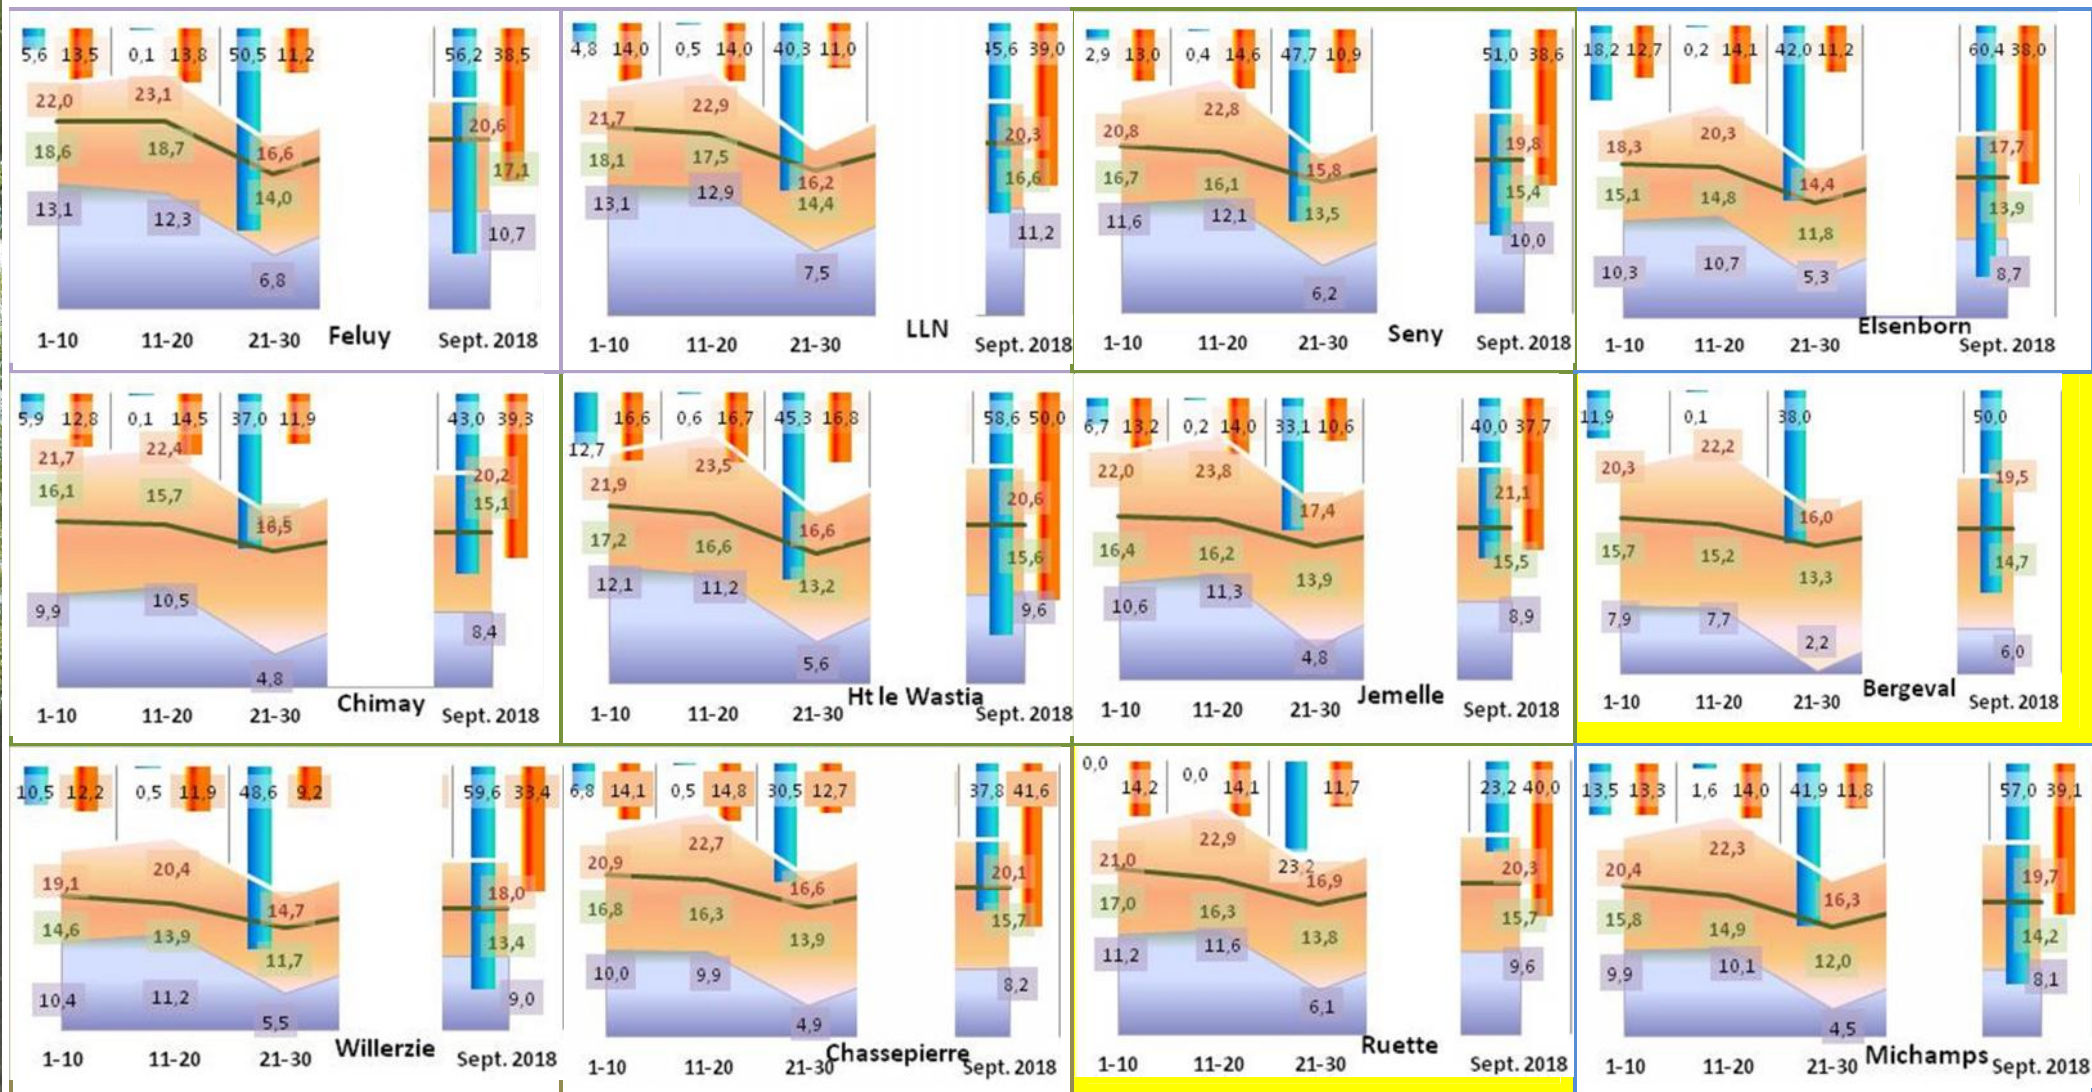 5,6 13,5 0,1 13,8 50,5 11,2 56,2 38,5
22,0 23,1 16,6 20,6
18,6 18,7 14,0 17,1
13,1 12,3 6,8 10,7
1-10 11-20 21-30 Feluy Sept. 2018
4,8 14,0 0,5 14,0 40,3 11,0 45,6 39,0
21,7 22,9 16,2 20,3
18,1 17,5 14,4 16,6
13,1 12,9 7,5 11,2
1-10 11-20 21-30 LLN Sept. 2018
2,9 13,0 0,4 14,6 47,7 10,9 51,0 38,6
20,8 22,8 15,8 19,8
16,7 16,1 13,5 15,4
11,6 12,1 6,2 10,0
1-10 11-20 21-30 Seny Sept. 2018
18,2 12,7 0,2 14,1 42,0 11,2 60,4 38,0
18,3 20,3 14,4 17,7
15,1 14,8 11,8 13,9
10,3 10,7 5,3 8,7
1-10 11-20 21-30 Elsenborn Sept. 2018
5,9 12,8 0,1 14,5 37,0 11,9 43,0 39,3
21,7 22,4 16,5 20,2
16,1 15,7 15,1
9,9 10,5 4,8 8,4
1-10 11-20 21-30 Chimay Sept. 2018
12,7 16,6 0,6 16,7 45,3 16,8 58,6 50,0
21,9 23,5 16,6 20,6
17,2 16,6 13,2 15,6
12,1 11,2 5,6 9,6
1-10 11-20 21-30 Ht le Wastia Sept. 2018
6,7 13,2 0,2 14,0 33,1 10,6 40,0 37,7
22,0 23,8 17,4 21,1
16,4 16,2 13,9 15,5
10,6 11,3 4,8 8,9
1-10 11-20 21-30 Jemelle Sept. 2018
11,9 0,1 38,0 50,0
20,3 22,2 16,0 19,5
15,7 15,2 13,3 14,7
7,9 7,7 2,2 6,0
1-10 11-20 21-30 Bergeval Sept. 2018
10,5 12,2 0,5 11,9 48,6 9,2 59,6 33,4
19,1 20,4 14,7 18,0
14,6 13,9 11,7 13,4
10,4 11,2 5,5 9,0
1-10 11-20 21-30 Willerzie Sept. 2018
6,8 14,1 0,5 14,8 30,5 12,7 37,8 41,6
20,9 22,7 16,6 20,1
16,8 16,3 13,9 15,7
10,0 9,9 4,9 8,2
1-10 11-20 21-30 Chassepierre Sept. 2018
0,0 14,2 0,0 14,1 23,2 11,7 23,2 40,0
21,0 22,9 16,9 20,3
17,0 16,3 13,8 15,7
11,2 11,6 6,1 9,6
1-10 11-20 21-30 Ruette Sept. 2018
13,5 13,3 1,6 14,0 41,9 11,8 57,0 39,1
20,4 22,3 16,3 19,7
15,8 14,9 12,0 14,2
9,9 10,1 4,5 8,1
1-10 11-20 21-30 Michamps Sept. 2018